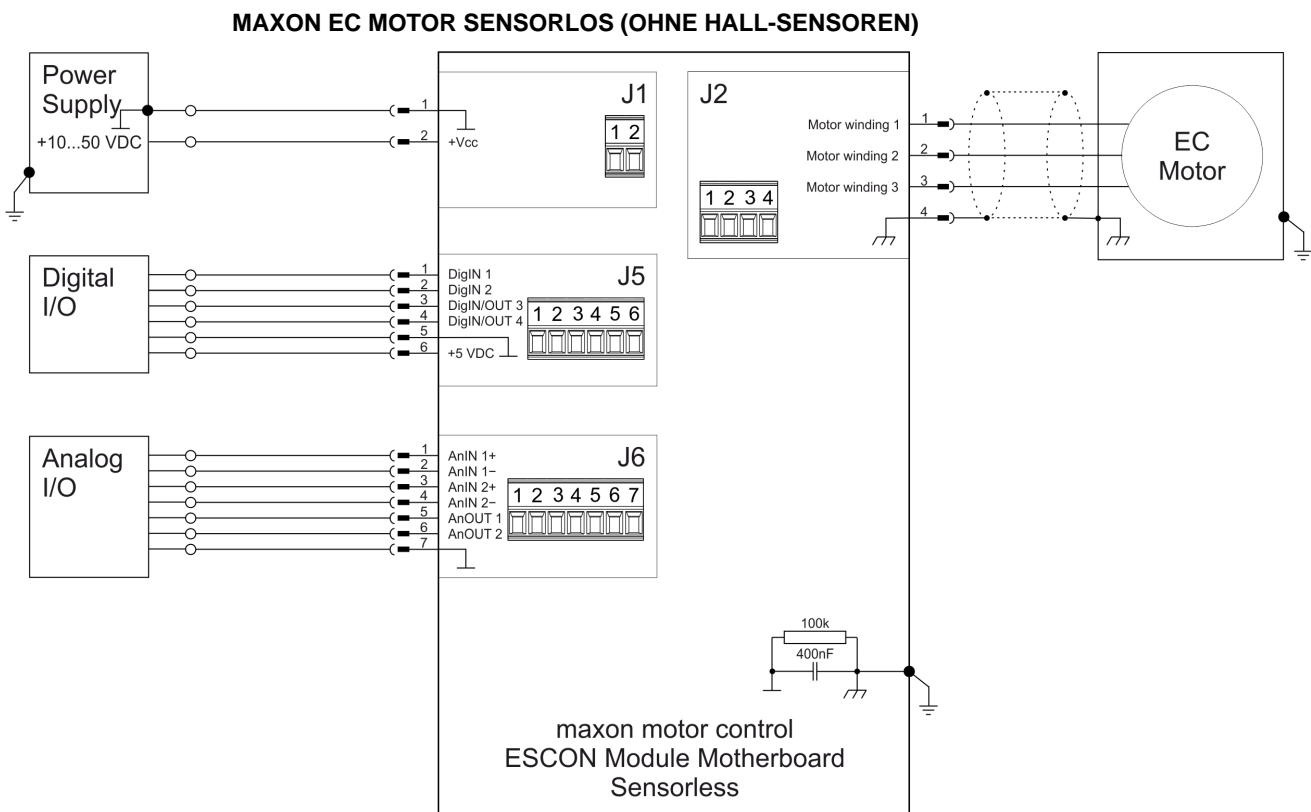 MAXON EC MOTOR SENSORLOS (OHNE HALL-SENSOREN)
Power
Supply
+10...50 VDC
1
2
+Vcc
J1
1 2
J2
Motor winding 1
Motor winding 2
Motor winding 3
1 2 3 4
1
2
3
4
EC
Motor
Digital
I/O
1
2
3
4
5
6
DigIN 1
DigIN 2
DigIN/OUT 3
DigIN/OUT 4
+5 VDC
J5
1 2 3 4 5 6
Analog
I/O
1
2
3
4
5
6
7
AnIN 1+
AnIN 1−
AnIN 2+
AnIN 2−
AnOUT 1
AnOUT 2
J6
1 2 3 4 5 6 7
100k
400nF
maxon motor control
ESCON Module Motherboard
Sensorless